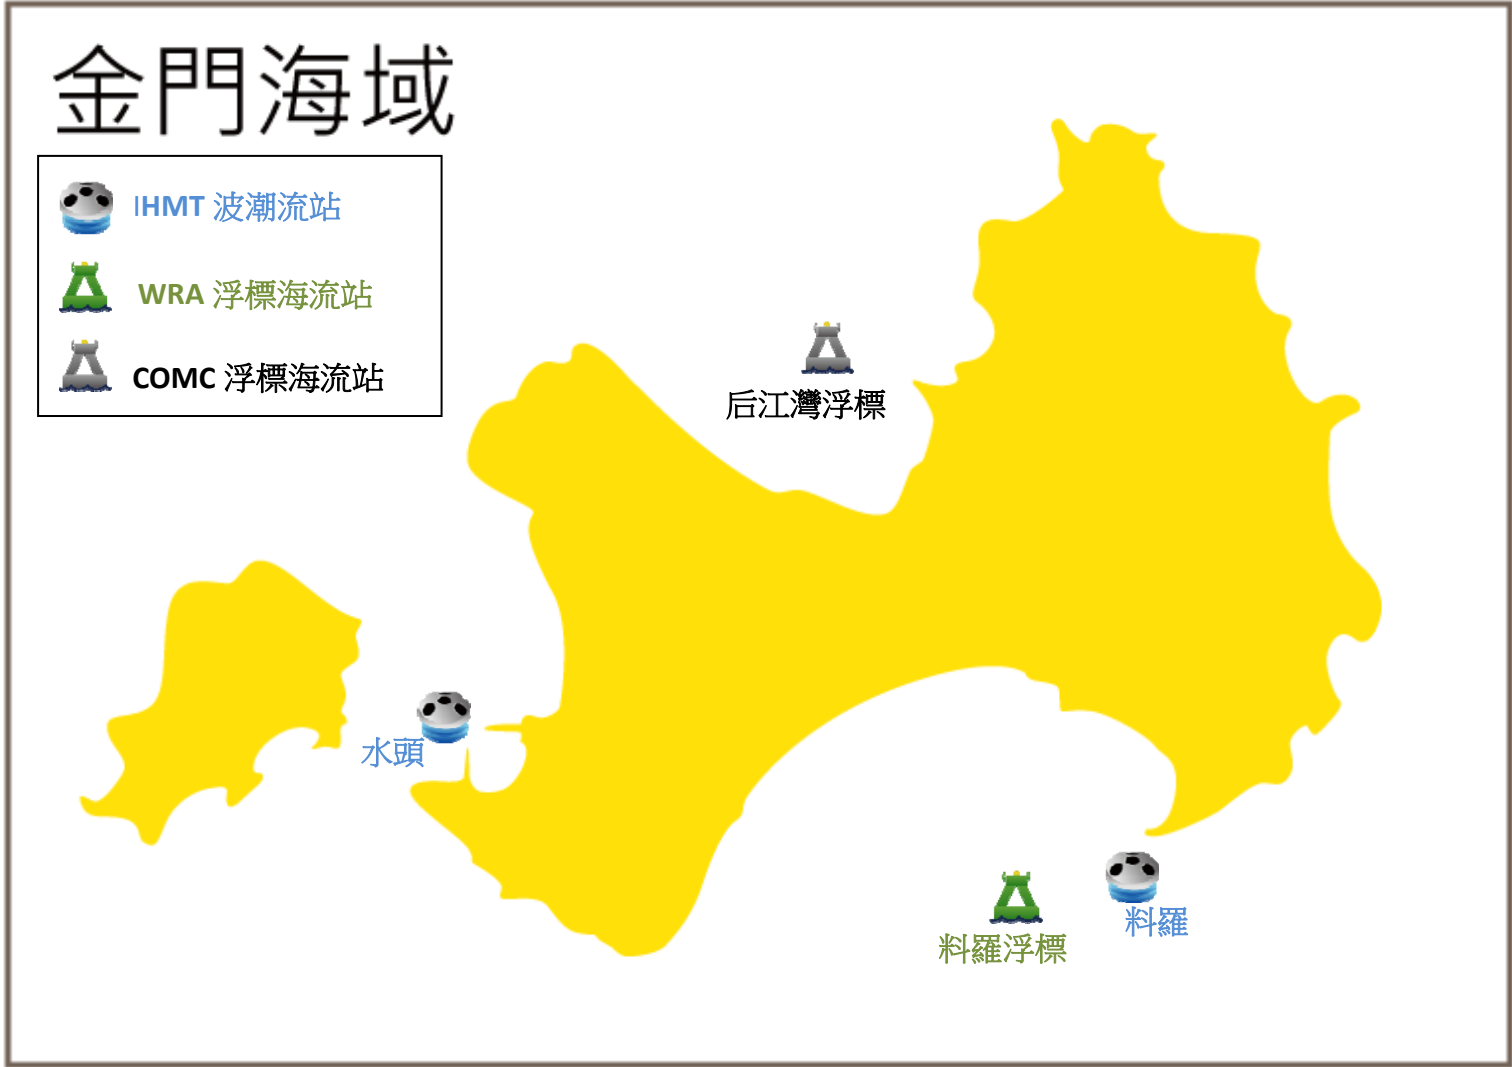 金門海域
IHMT 波潮流站
WRA 浮標海流站
COMC 浮標海流站
后江灣浮標
水頭
料羅
料羅浮標